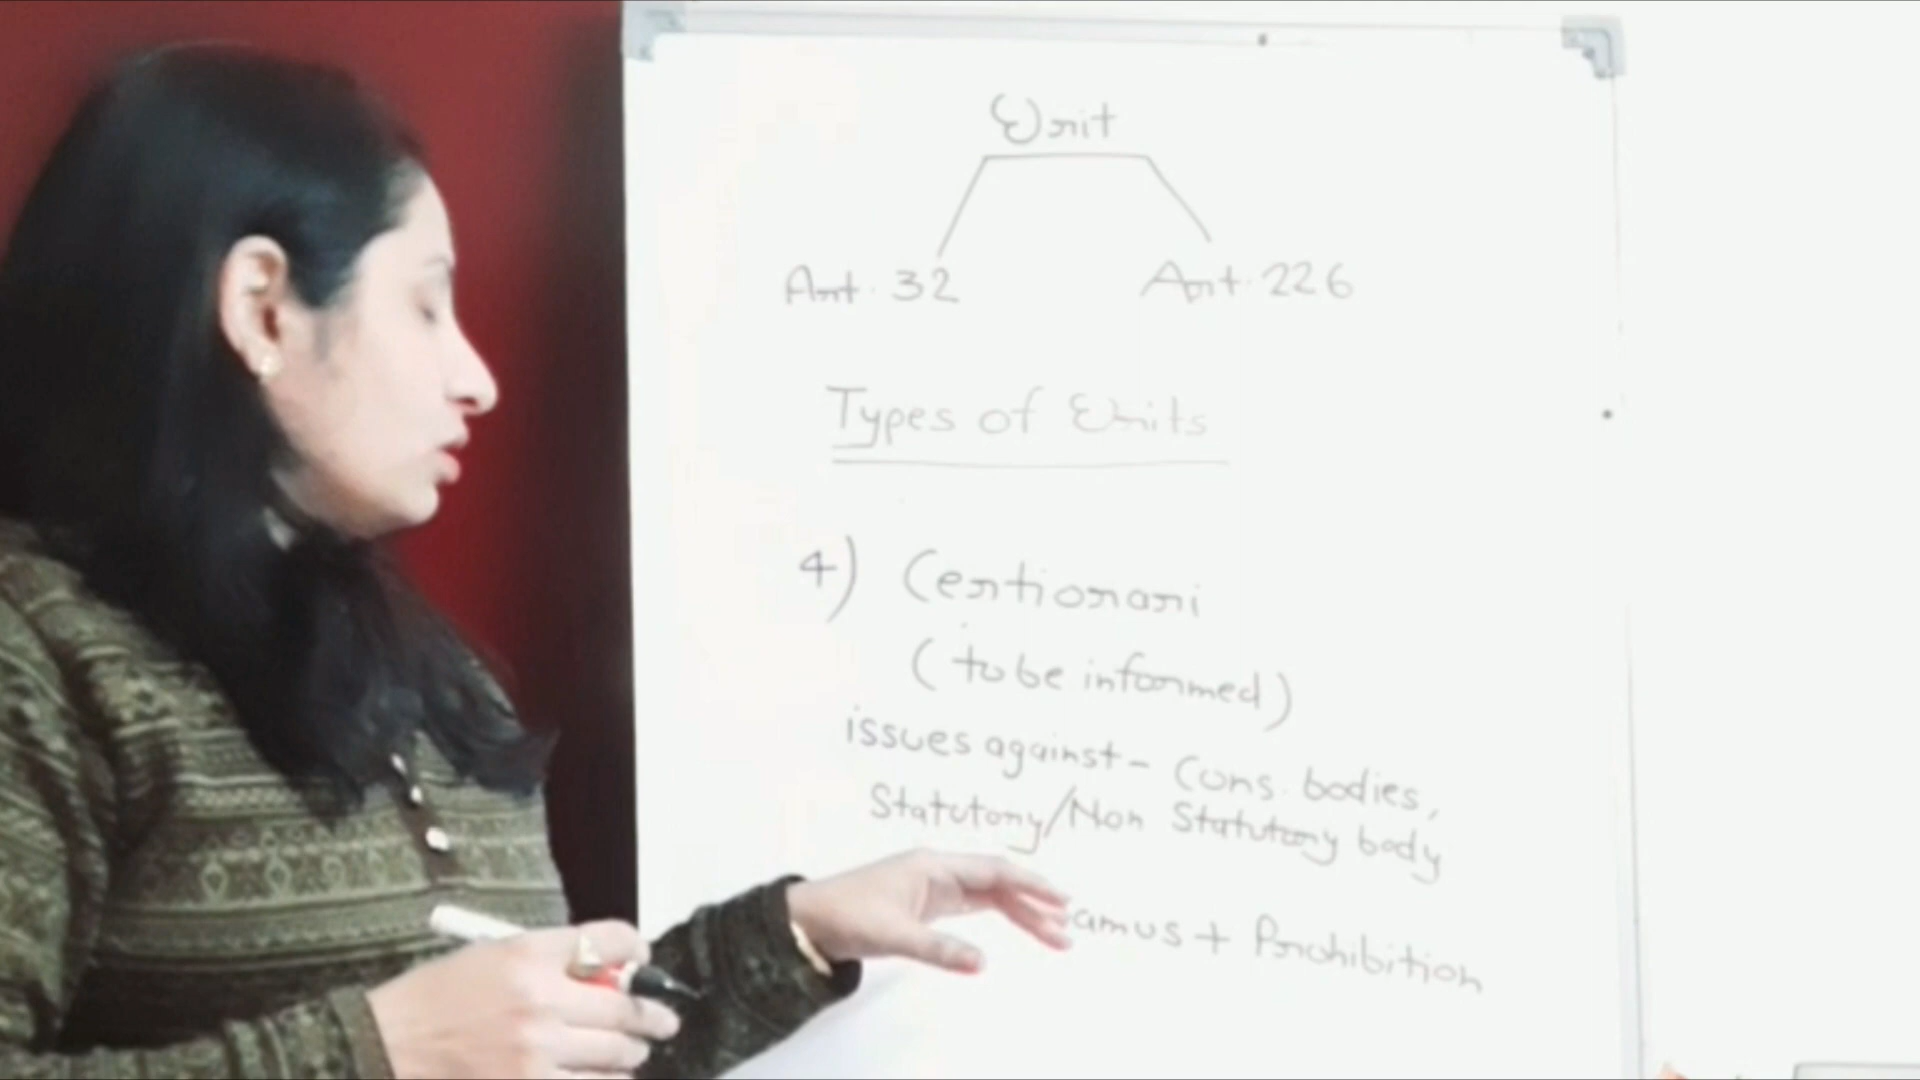 Writ
Art. 32
Art. 226
Types of Writs
4) Certiorari
(to be informed)
issues against - Cons. bodies,
Statutory/Non Statutory body
+ Prohibition